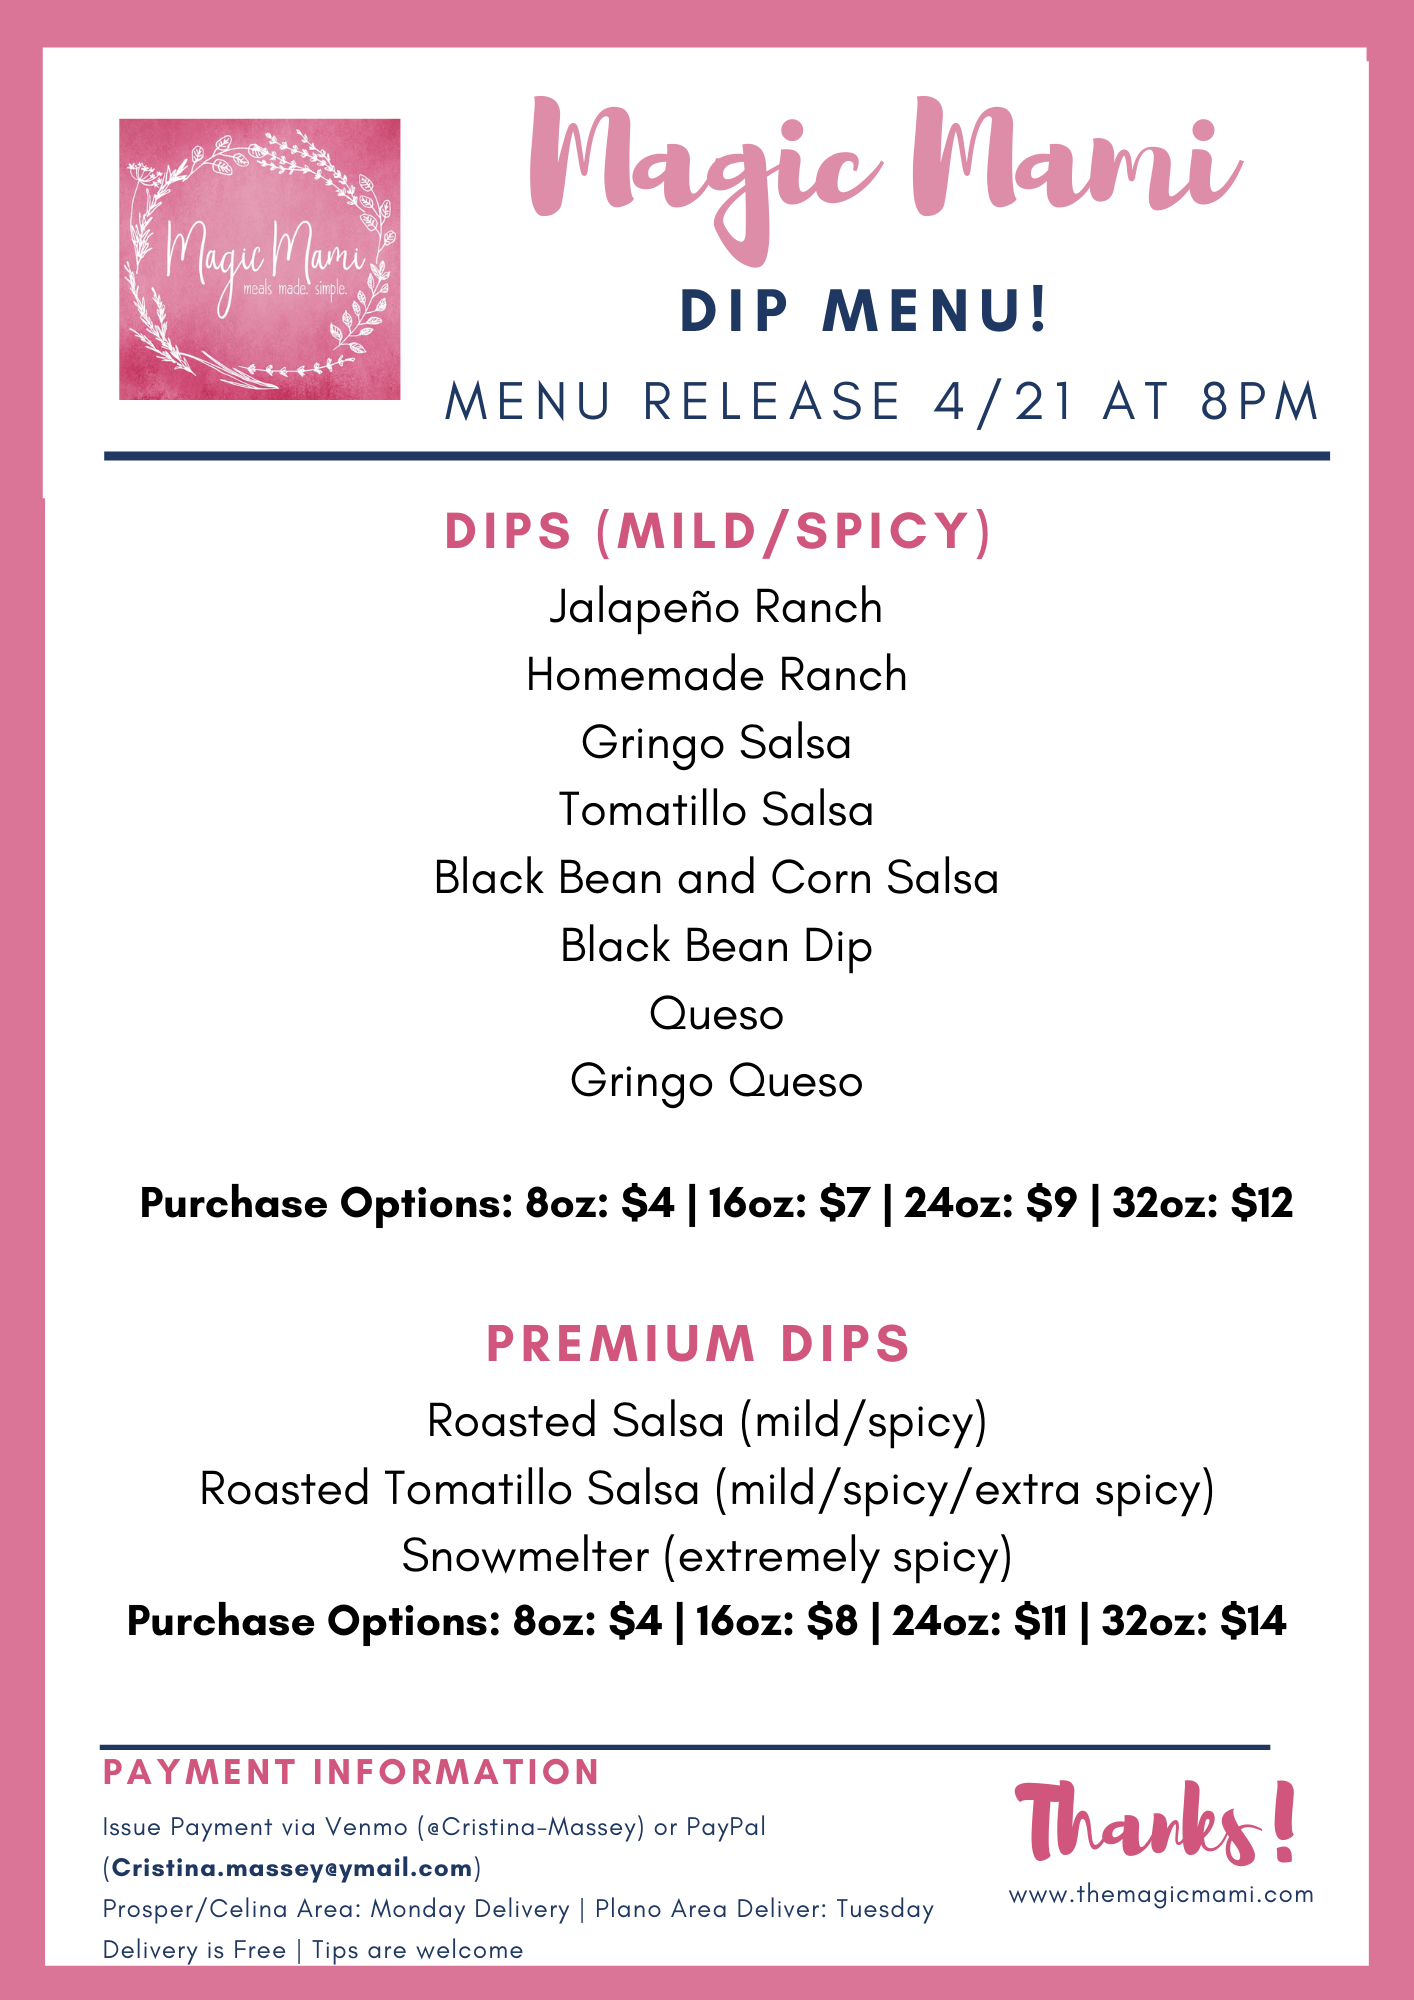 Magic Mami
meals made. simple.
Magic Mami
DIP MENU!
MENU RELEASE 4/21 AT 8PM
DIPS (MILD/SPICY)
Jalapeño Ranch
Homemade Ranch
Gringo Salsa
Tomatillo Salsa
Black Bean and Corn Salsa
Black Bean Dip
Queso
Gringo Queso
Purchase Options: 8oz: $4 | 16oz: $7 | 24oz: $9 | 32oz: $12
PREMIUM DIPS
Roasted Salsa (mild/spicy)
Roasted Tomatillo Salsa (mild/spicy/extra spicy)
Snowmelter (extremely spicy)
Purchase Options: 8oz: $4 | 16oz: $8 | 24oz: $11 | 32oz: $14
PAYMENT INFORMATION
Issue Payment via Venmo (@Cristina-Massey) or PayPal
(Cristina.massey@ymail.com)
Prosper/Celina Area: Monday Delivery | Plano Area Deliver: Tuesday
Delivery is Free | Tips are welcome
Thanks!
www.themagicmami.com